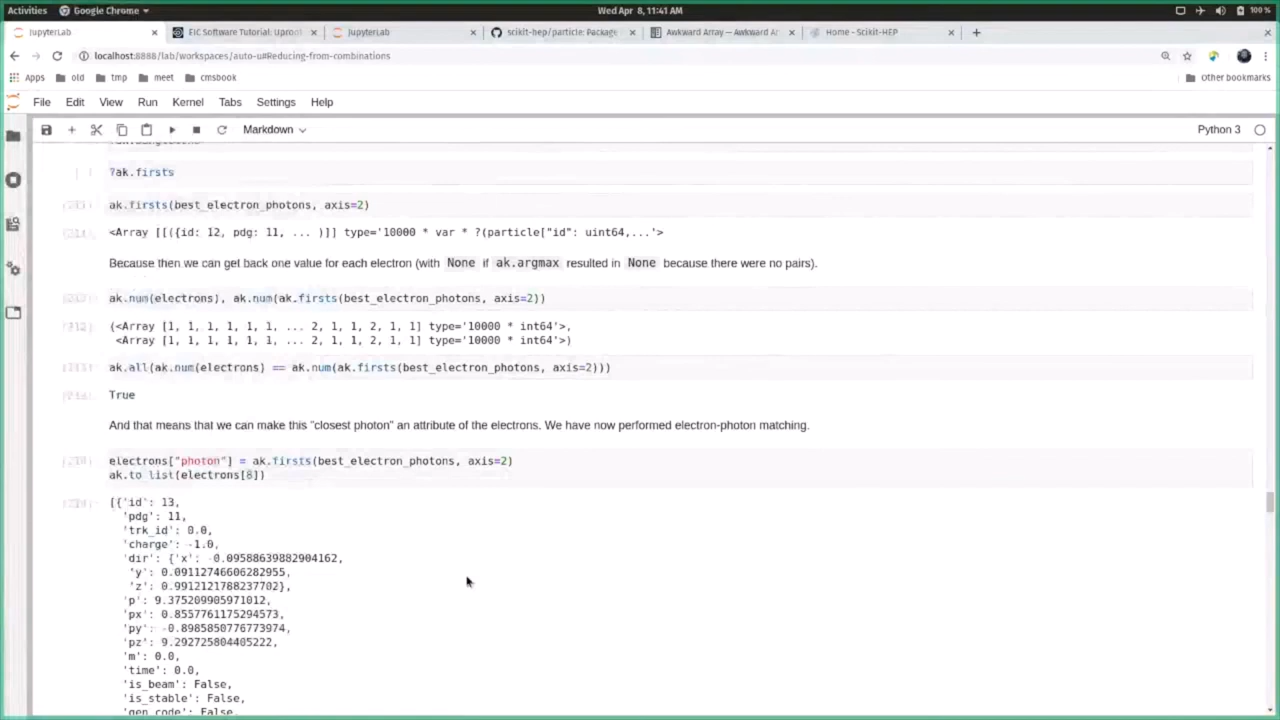 Activities Google Chrome Wed Apr 8, 11:41 AM 100 %
JupyterLab EIC Software Tutorial: Uproot JupyterLab scikit-hep/particle: Package Awkward Array — Awkward Ar Home - Scikit-HEP
localhost:8888/lab/workspaces/auto-u#Reducing-from-combinations
Apps old tmp meet cmsbook Other bookmarks
File Edit View Run Kernel Tabs Settings Help
Markdown Python 3
?ak.firsts
ak.firsts(best_electron_photons, axis=2)
<Array [[({id: 12, pdg: 11, ... )]] type='10000 * var * ?(particle["id": uint64,...'>
Because then we can get back one value for each electron (with None if ak.argmax resulted in None because there were no pairs).
ak.num(electrons), ak.num(ak.firsts(best_electron_photons, axis=2))
(<Array [1, 1, 1, 1, 1, 1, ... 2, 1, 1, 2, 1, 1] type='10000 * int64'>,
<Array [1, 1, 1, 1, 1, 1, ... 2, 1, 1, 2, 1, 1] type='10000 * int64'>)
ak.all(ak.num(electrons) == ak.num(ak.firsts(best_electron_photons, axis=2)))
True
And that means that we can make this "closest photon" an attribute of the electrons. We have now performed electron-photon matching.
electrons["photon"] = ak.firsts(best_electron_photons, axis=2)
ak.to_list(electrons[8])
[{'id': 13,
'pdg': 11,
'trk_id': 0.0,
'charge': -1.0,
'dir': {'x': -0.09588639882904162,
'y': 0.09112746606282955,
'z': 0.9912121788237702},
'p': 9.375209905971012,
'px': 0.8557761175294573,
'py': -0.8985850776773974,
'pz': 9.292725804405222,
'm': 0.0,
'time': 0.0,
'is_beam': False,
'is_stable': False,
'gen_code': False,